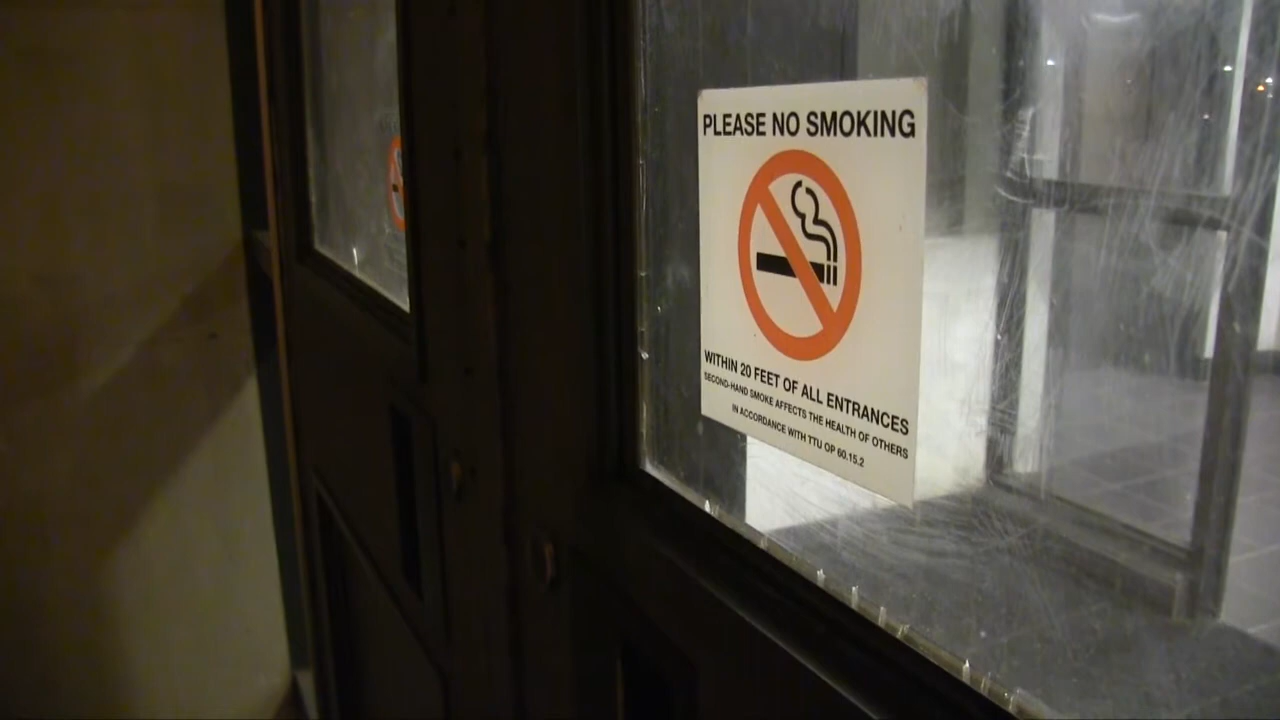 PLEASE NO SMOKING
WITHIN 20 FEET OF ALL ENTRANCES
SECOND-HAND SMOKE AFFECTS THE HEALTH OF OTHERS
IN ACCORDANCE WITH TTU OP 60.15.2